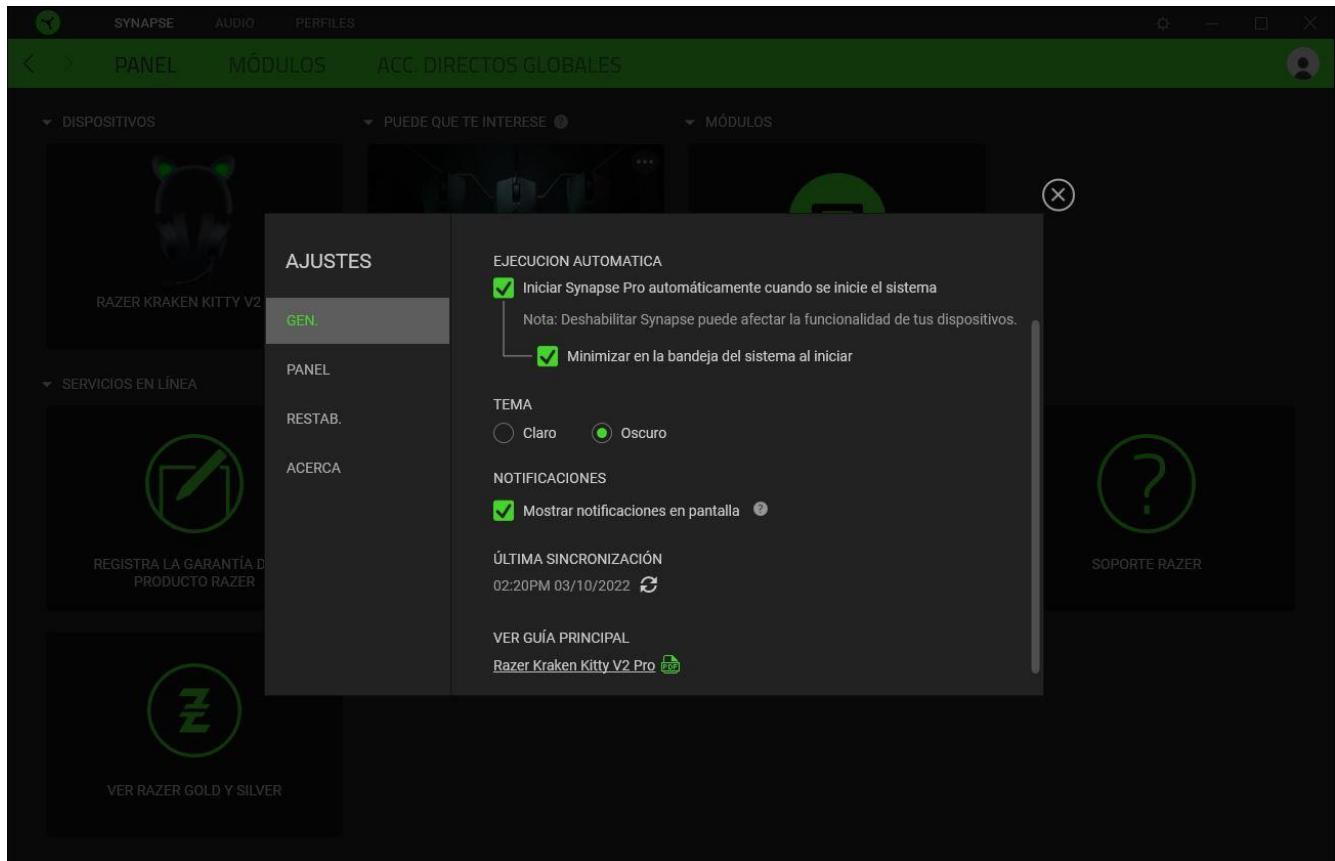 SYNAPSE AUDIO PERFILES
PANEL MÓDULOS ACC. DIRECTOS GLOBALES
DISPOSITIVOS
PUEDE QUE TE INTERESE ?
MÓDULOS
RAZER KRAKEN KITTY V2
SERVICIOS EN LÍNEA
REGISTRA LA GARANTÍA D
PRODUCTO RAZER
SOPORTE RAZER
VER RAZER GOLD Y SILVER
AJUSTES
GEN.
PANEL
RESTAB.
ACERCA
EJECUCION AUTOMATICA
Iniciar Synapse Pro automáticamente cuando se inicie el sistema
Nota: Deshabilitar Synapse puede afectar la funcionalidad de tus dispositivos.
Minimizar en la bandeja del sistema al iniciar
TEMA
Claro Oscuro
NOTIFICACIONES
Mostrar notificaciones en pantalla ?
ÚLTIMA SINCRONIZACIÓN
02:20PM 03/10/2022
VER GUÍA PRINCIPAL
Razer Kraken Kitty V2 Pro PDF